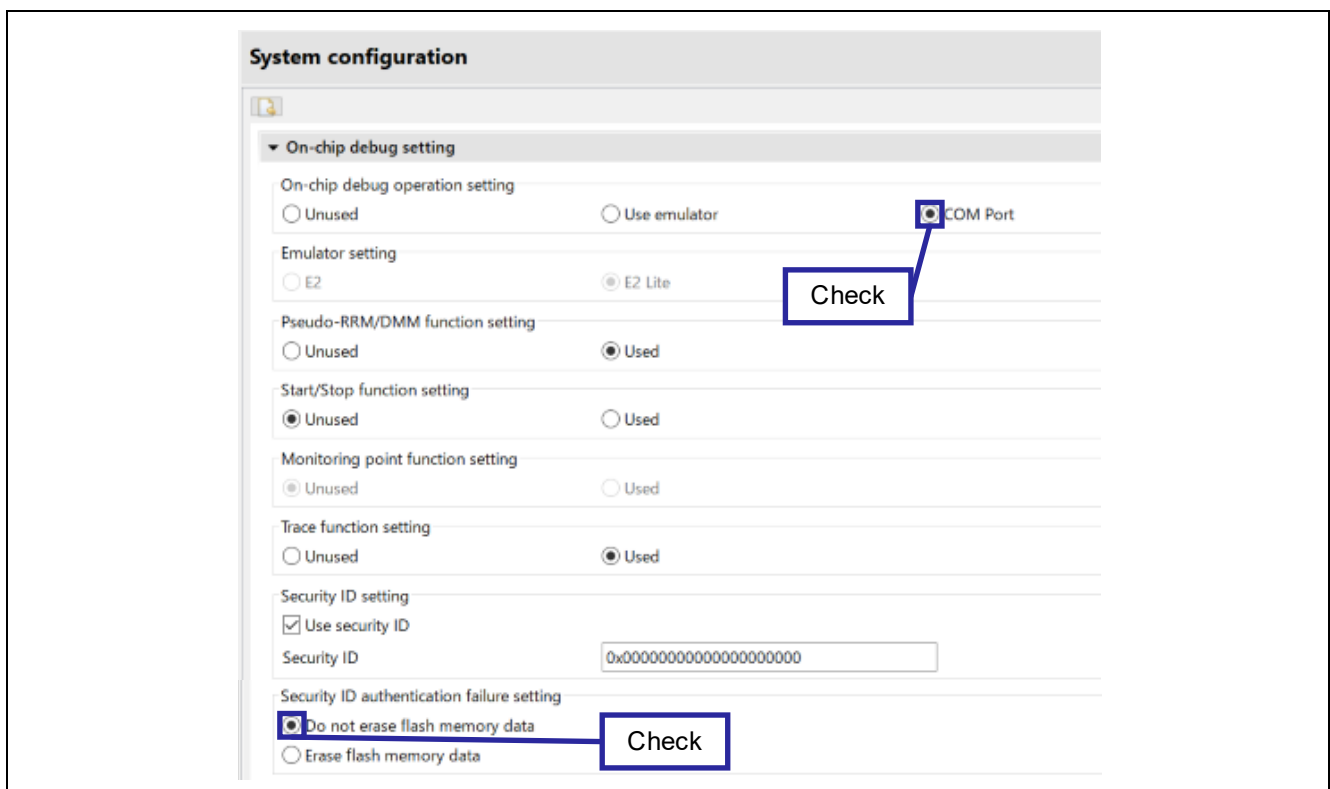 System configuration
On-chip debug setting
On-chip debug operation setting
Unused Use emulator COM Port
Emulator setting
E2 E2 Lite
Check
Pseudo-RRM/DMM function setting
Unused Used
Start/Stop function setting
Unused Used
Monitoring point function setting
Unused Used
Trace function setting
Unused Used
Security ID setting
Use security ID
Security ID 0x00000000000000000000
Security ID authentication failure setting
Do not erase flash memory data
Check
Erase flash memory data